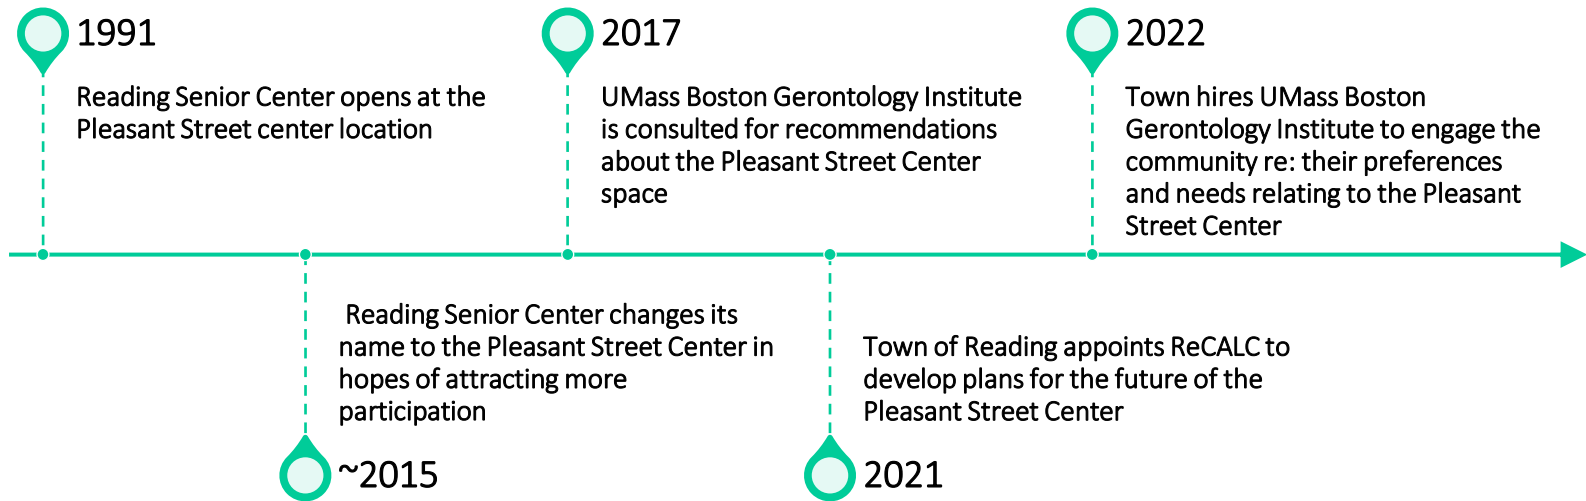 1991
Reading Senior Center opens at the
Pleasant Street center location
2017
UMass Boston Gerontology Institute
is consulted for recommendations
about the Pleasant Street Center
space
2022
Town hires UMass Boston
Gerontology Institute to engage the
community re: their preferences
and needs relating to the Pleasant
Street Center
Reading Senior Center changes its
name to the Pleasant Street Center in
hopes of attracting more
participation
~2015
Town of Reading appoints ReCALC to
develop plans for the future of the
Pleasant Street Center
2021